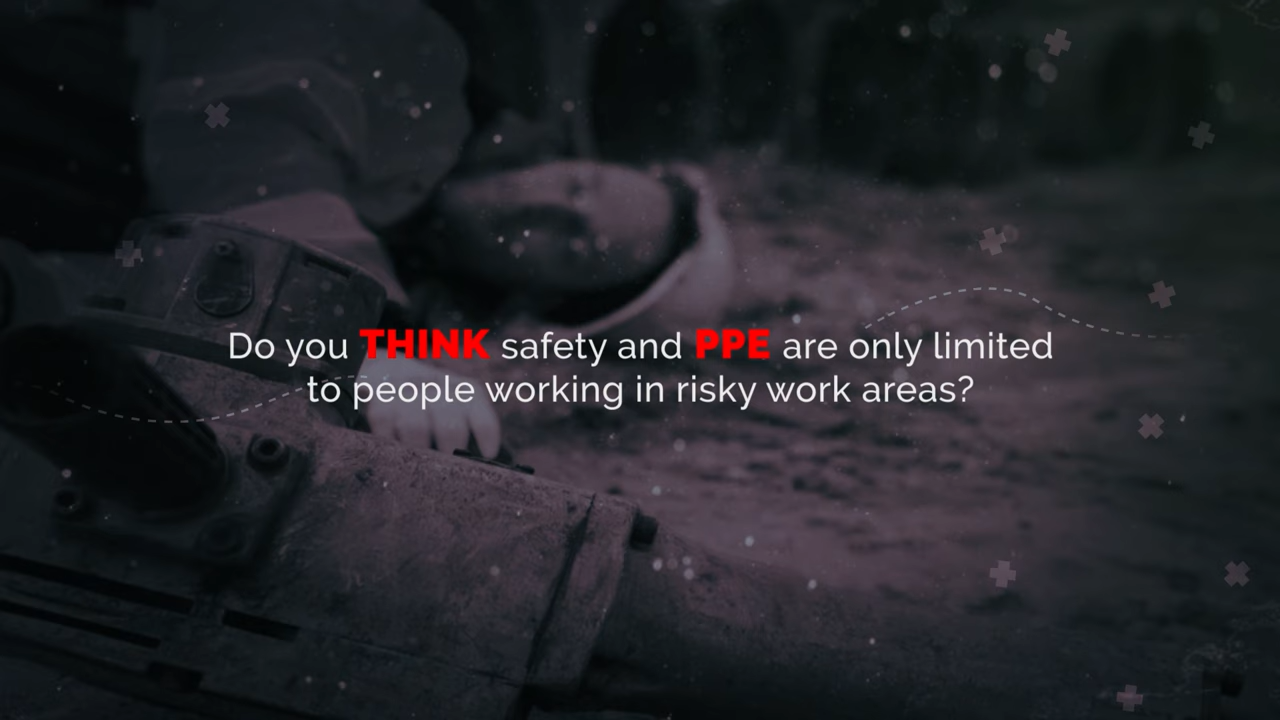 Do you THINK safety and PPE are only limited
to people working in risky work areas?